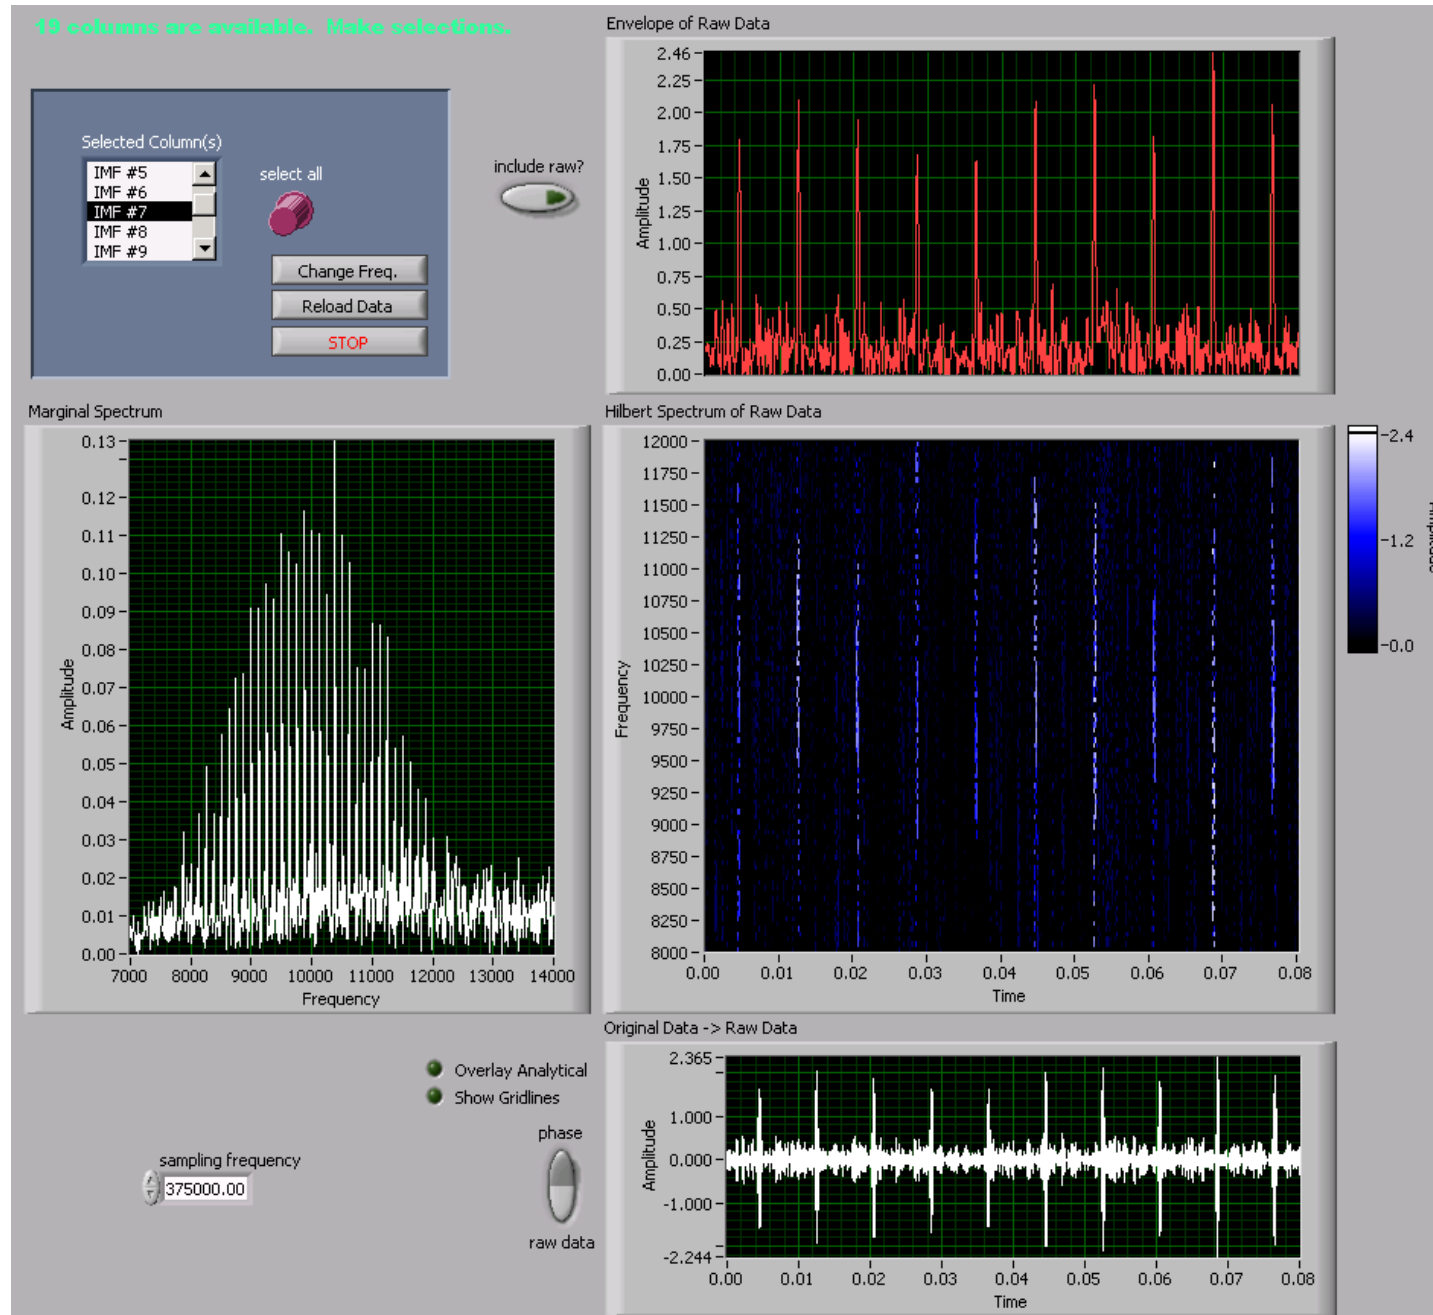 19 columns are available.  Make selections.
Selected Column(s)
IMF #5
IMF #6
IMF #7
IMF #8
IMF #9
select all
Change Freq.
Reload Data
STOP
include raw?
Envelope of Raw Data
2.46
2.25
2.00
1.75
1.50
1.25
1.00
0.75
0.50
0.25
0.00
Amplitude
Marginal Spectrum
0.13
0.12
0.11
0.10
0.09
0.08
0.07
0.06
0.05
0.04
0.03
0.02
0.01
0.00
Amplitude
7000 8000 9000 10000 11000 12000 13000 14000
Frequency
Hilbert Spectrum of Raw Data
12000
11750
11500
11250
11000
10750
10500
10250
10000
9750
9500
9250
9000
8750
8500
8250
8000
Frequency
0.00 0.01 0.02 0.03 0.04 0.05 0.06 0.07 0.08
Time
2.4
1.2
0.0
Overlay Analytical
Show Gridlines
phase
raw data
sampling frequency
375000.00
Original Data -> Raw Data
2.365
1.000
0.000
-1.000
-2.244
Amplitude
0.00 0.01 0.02 0.03 0.04 0.05 0.06 0.07 0.08
Time